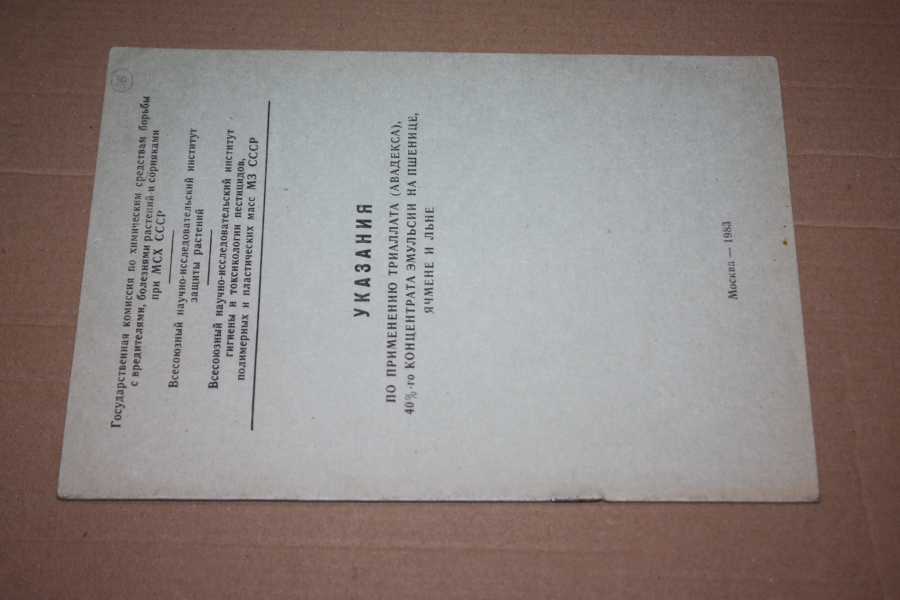 Государственная комиссия по химическим средствам борьбы
с вредителями, болезнями растений и сорняками
при МСХ СССР
Всесоюзный научно-исследовательский институт
защиты растений
Всесоюзный научно-исследовательский институт
гигиены и токсикологии пестицидов,
полимерных и пластических масс МЗ СССР
УКАЗАНИЯ
ПО ПРИМЕНЕНИЮ ТРИАЛЛАТА (АВАДЕКСА),
40%-го КОНЦЕНТРАТА ЭМУЛЬСИИ НА ПШЕНИЦЕ,
ЯЧМЕНЕ И ЛЬНЕ
Москва — 1983